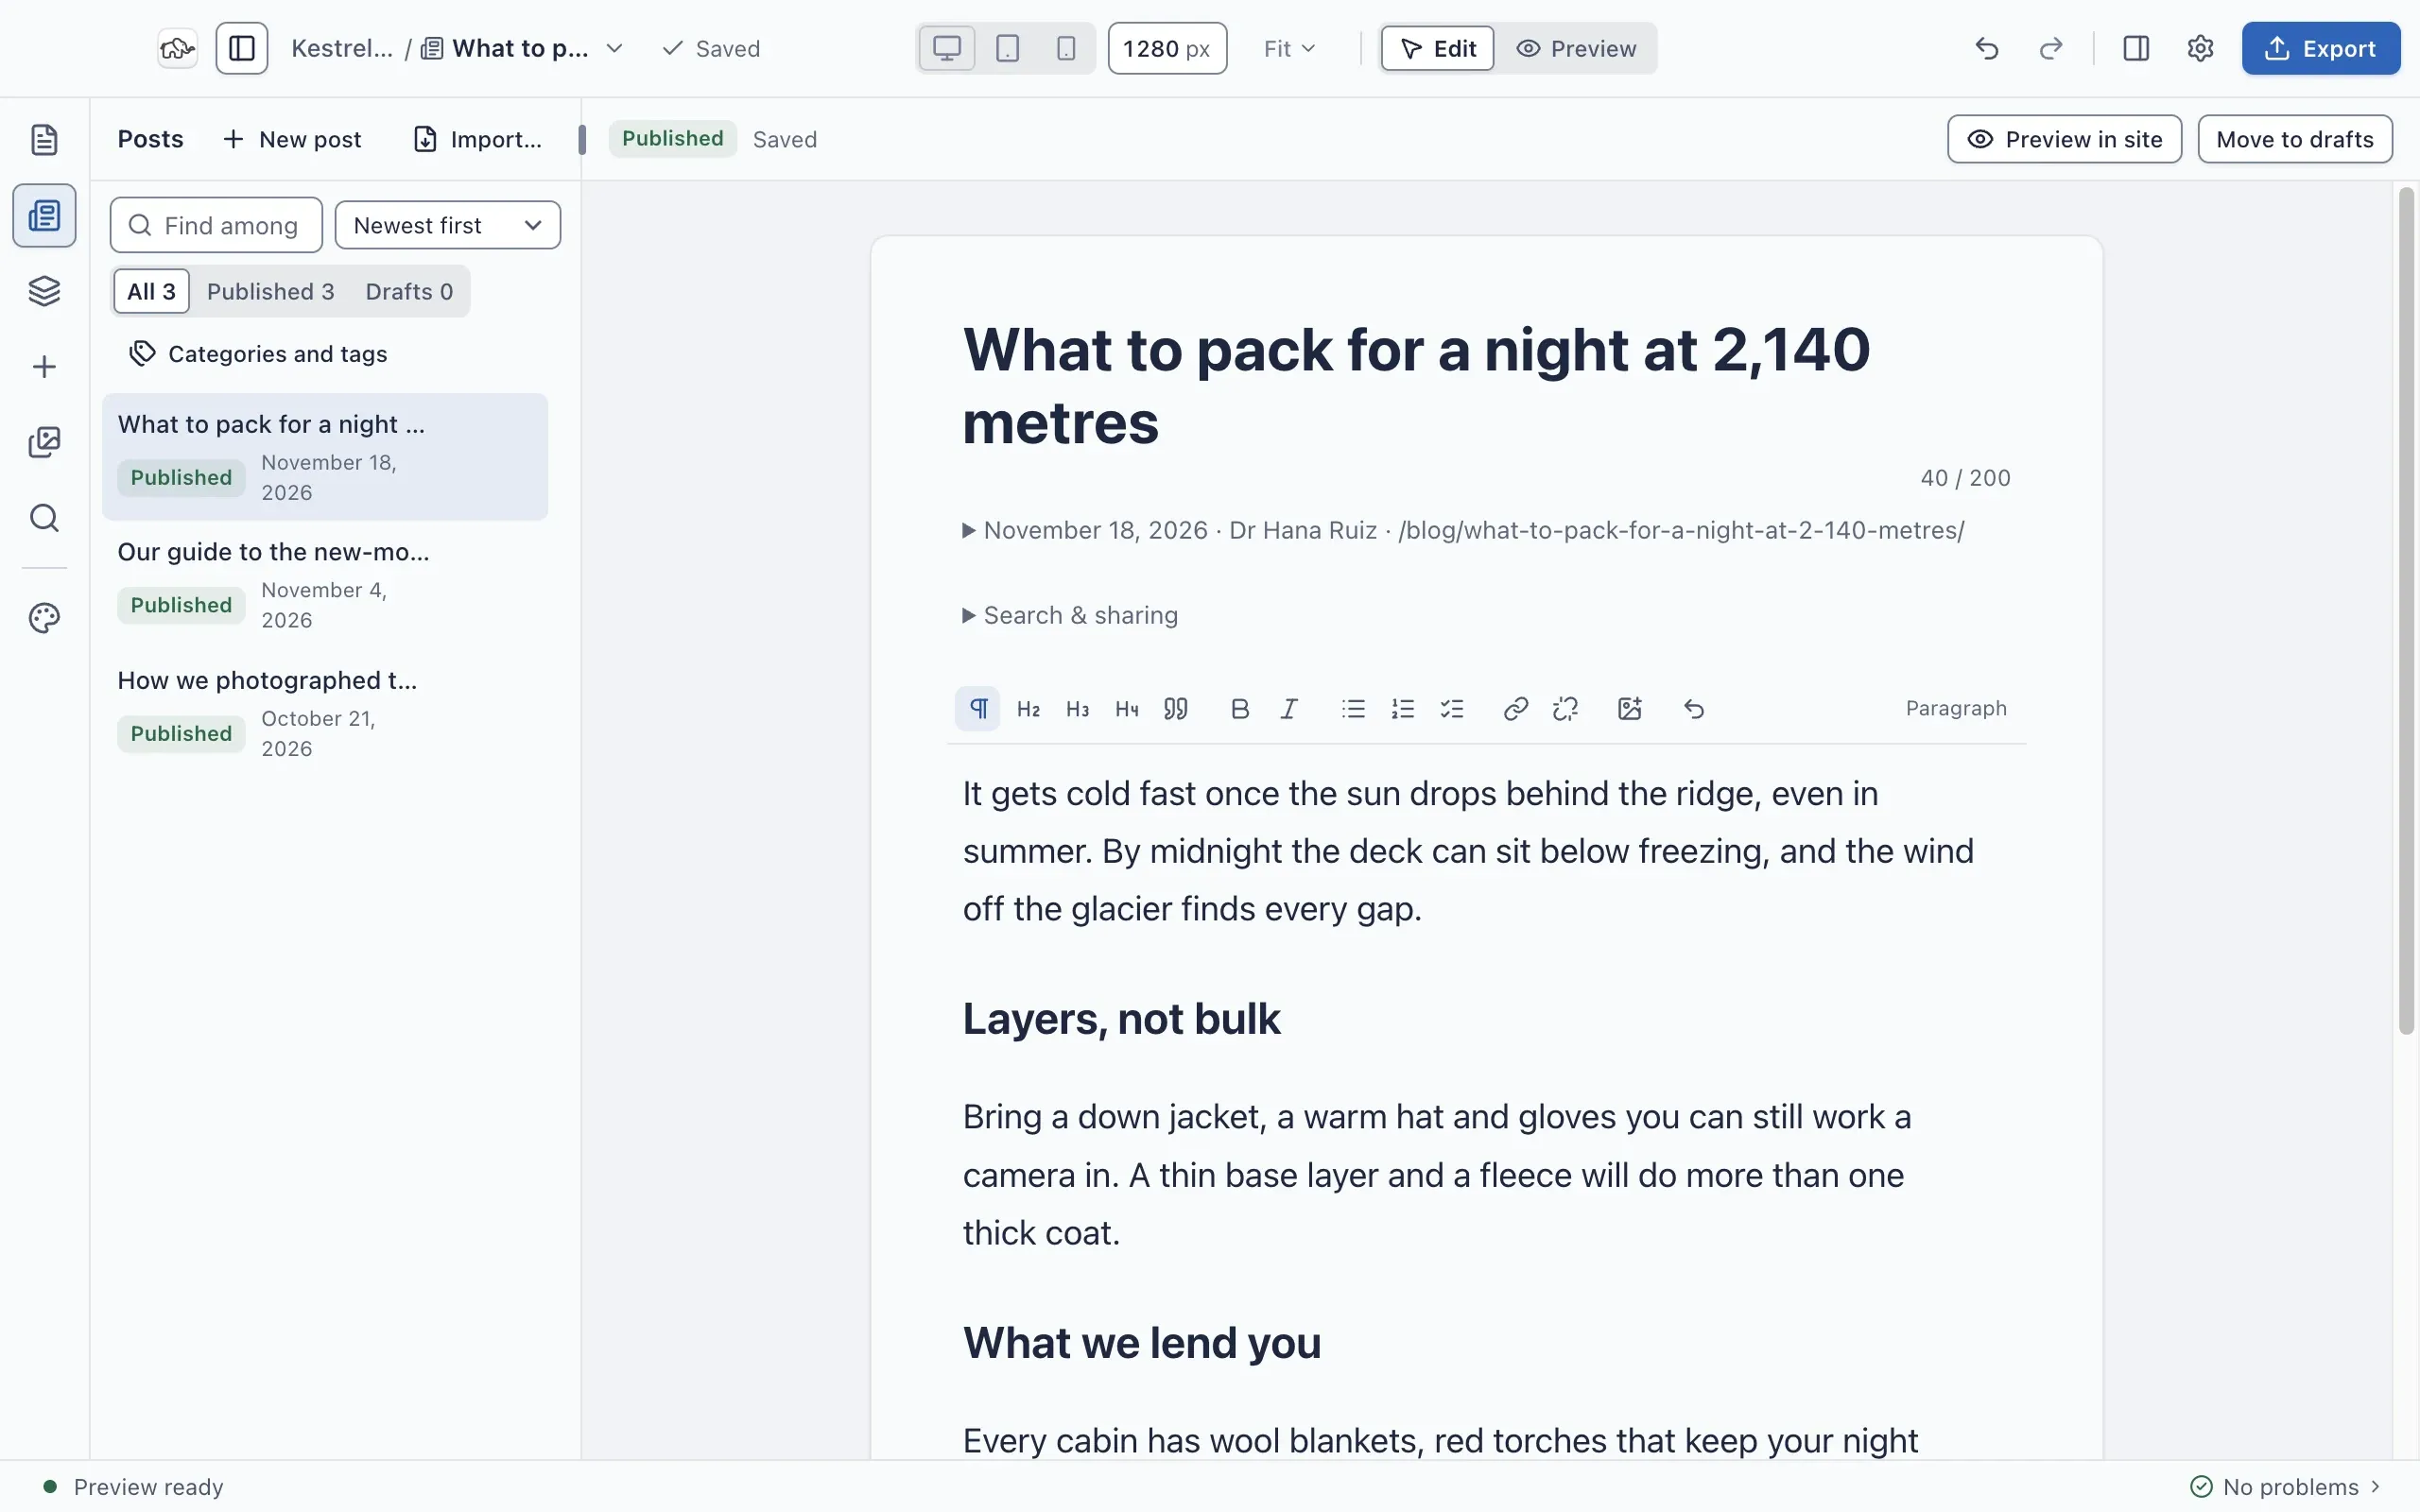 Kestrel... / What to p... Saved 1280 px Fit Edit Preview Export
Posts New post Import... Published Saved Preview in site Move to drafts
Find among Newest first
All 3 Published 3 Drafts 0
Categories and tags
What to pack for a night ...
Published November 18,
2026
Our guide to the new-mo...
Published November 4,
2026
How we photographed t...
Published October 21,
2026
What to pack for a night at 2,140
metres
40 / 200
November 18, 2026 · Dr Hana Ruiz · /blog/what-to-pack-for-a-night-at-2-140-metres/
Search & sharing
H2 H3 H4 B I Paragraph
It gets cold fast once the sun drops behind the ridge, even in
summer. By midnight the deck can sit below freezing, and the wind
off the glacier finds every gap.
Layers, not bulk
Bring a down jacket, a warm hat and gloves you can still work a
camera in. A thin base layer and a fleece will do more than one
thick coat.
What we lend you
Every cabin has wool blankets, red torches that keep your night
Preview ready No problems